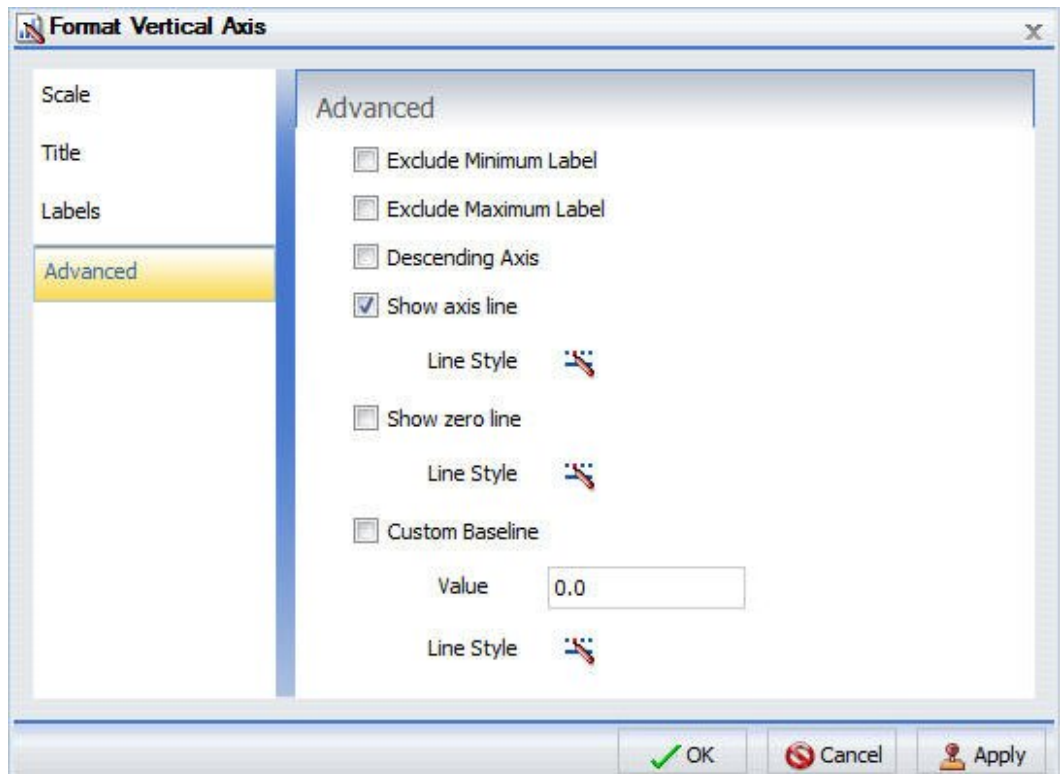 Format Vertical Axis
x
Scale
Title
Labels
Advanced
Advanced
Exclude Minimum Label
Exclude Maximum Label
Descending Axis
Show axis line
Line Style
Show zero line
Line Style
Custom Baseline
Value 0.0
Line Style
OK Cancel Apply